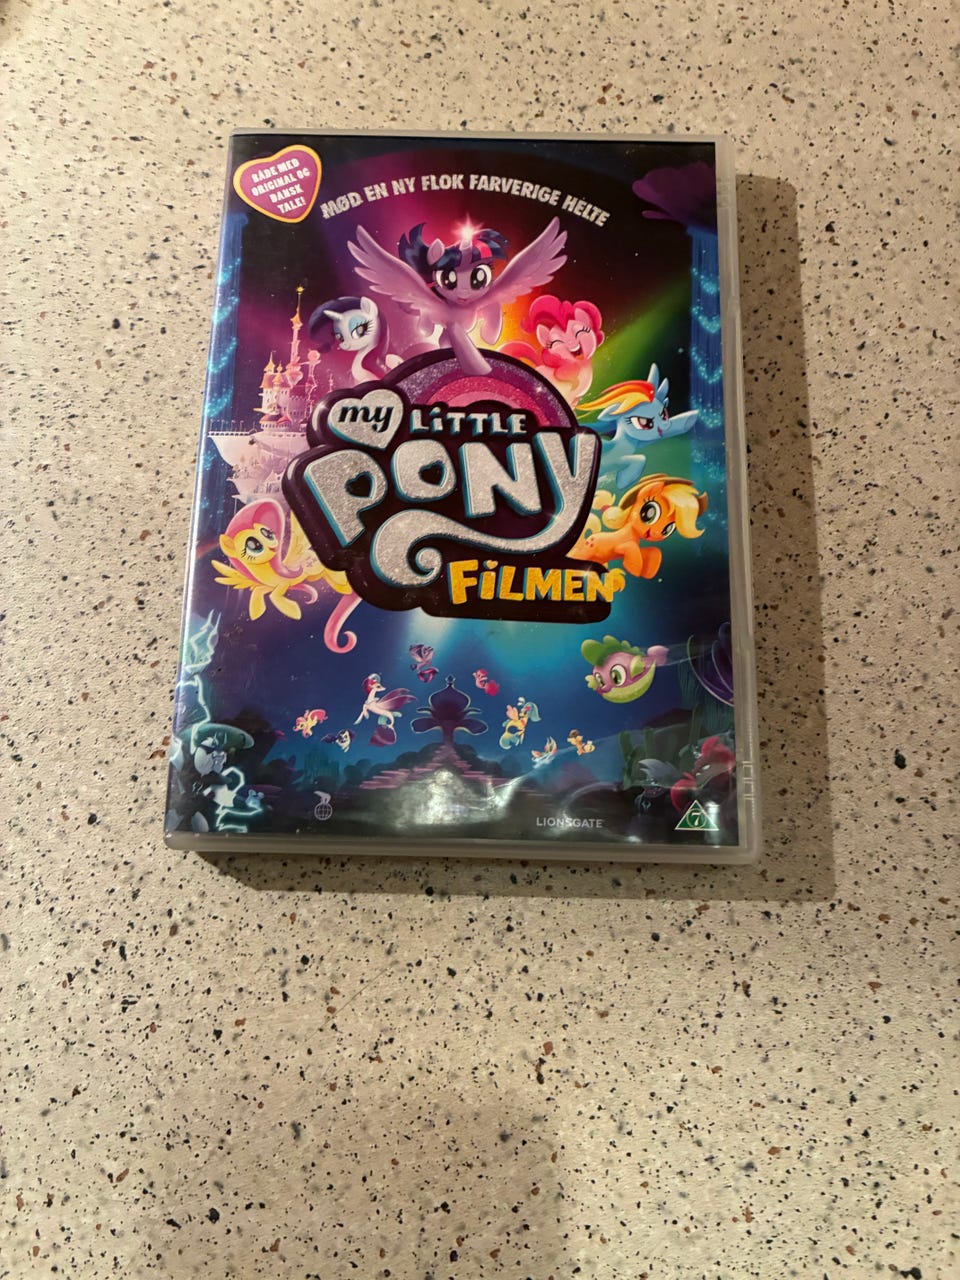 BÅDE MED
ORIGINAL OG
DANSK
TALE!
MØD EN NY FLOK FARVERIGE HELTE
my LiTTLE
PONY
FiLMEN
LIONSGATE
7